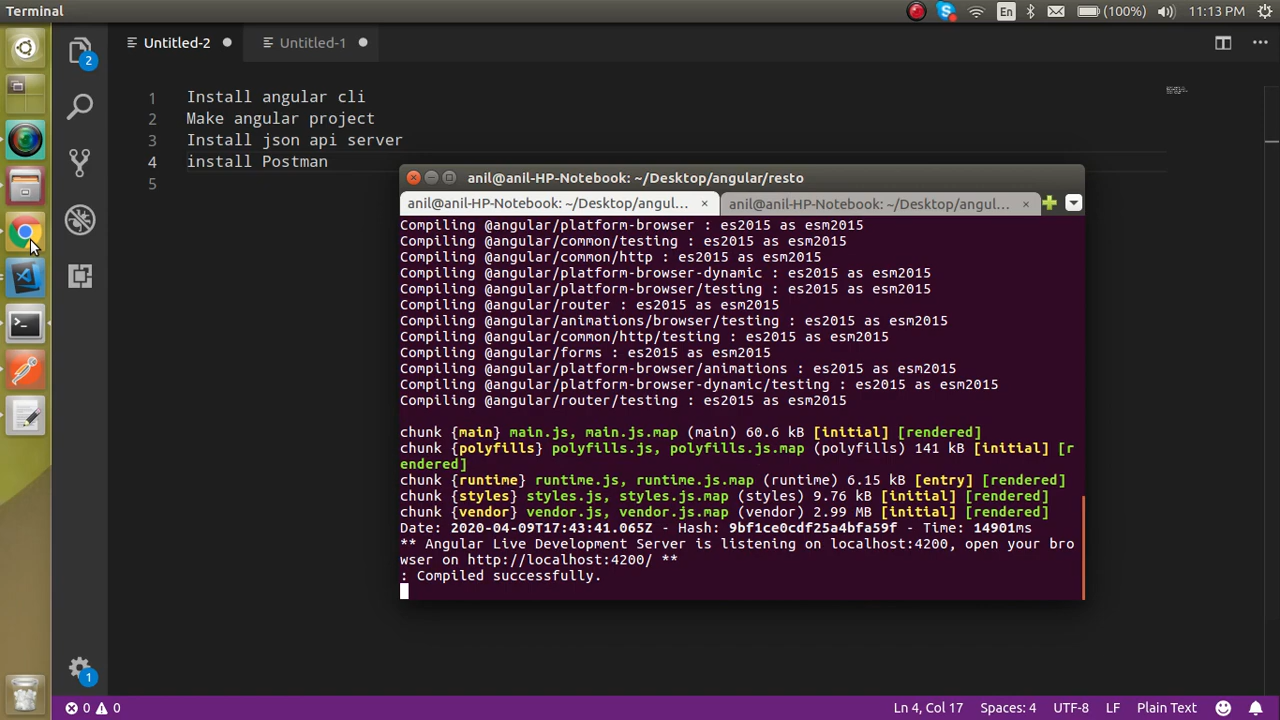 Terminal
En
(100%)
11:13 PM
Untitled-2
Untitled-1
2
1 Install angular cli
2 Make angular project
3 Install json api server
4 install Postman
5
anil@anil-HP-Notebook: ~/Desktop/angular/resto
anil@anil-HP-Notebook: ~/Desktop/angul...
anil@anil-HP-Notebook: ~/Desktop/angul...
Compiling @angular/platform-browser : es2015 as esm2015
Compiling @angular/common/testing : es2015 as esm2015
Compiling @angular/common/http : es2015 as esm2015
Compiling @angular/platform-browser-dynamic : es2015 as esm2015
Compiling @angular/platform-browser/testing : es2015 as esm2015
Compiling @angular/router : es2015 as esm2015
Compiling @angular/animations/browser/testing : es2015 as esm2015
Compiling @angular/common/http/testing : es2015 as esm2015
Compiling @angular/forms : es2015 as esm2015
Compiling @angular/platform-browser/animations : es2015 as esm2015
Compiling @angular/platform-browser-dynamic/testing : es2015 as esm2015
Compiling @angular/router/testing : es2015 as esm2015
chunk {main} main.js, main.js.map (main) 60.6 kB [initial] [rendered]
chunk {polyfills} polyfills.js, polyfills.js.map (polyfills) 141 kB [initial] [r
endered]
chunk {runtime} runtime.js, runtime.js.map (runtime) 6.15 kB [entry] [rendered]
chunk {styles} styles.js, styles.js.map (styles) 9.76 kB [initial] [rendered]
chunk {vendor} vendor.js, vendor.js.map (vendor) 2.99 MB [initial] [rendered]
Date: 2020-04-09T17:43:41.065Z - Hash: 9bf1ce0cdf25a4bfa59f - Time: 14901ms
** Angular Live Development Server is listening on localhost:4200, open your bro
wser on http://localhost:4200/ **
: Compiled successfully.
1
0 0
Ln 4, Col 17
Spaces: 4
UTF-8
LF
Plain Text